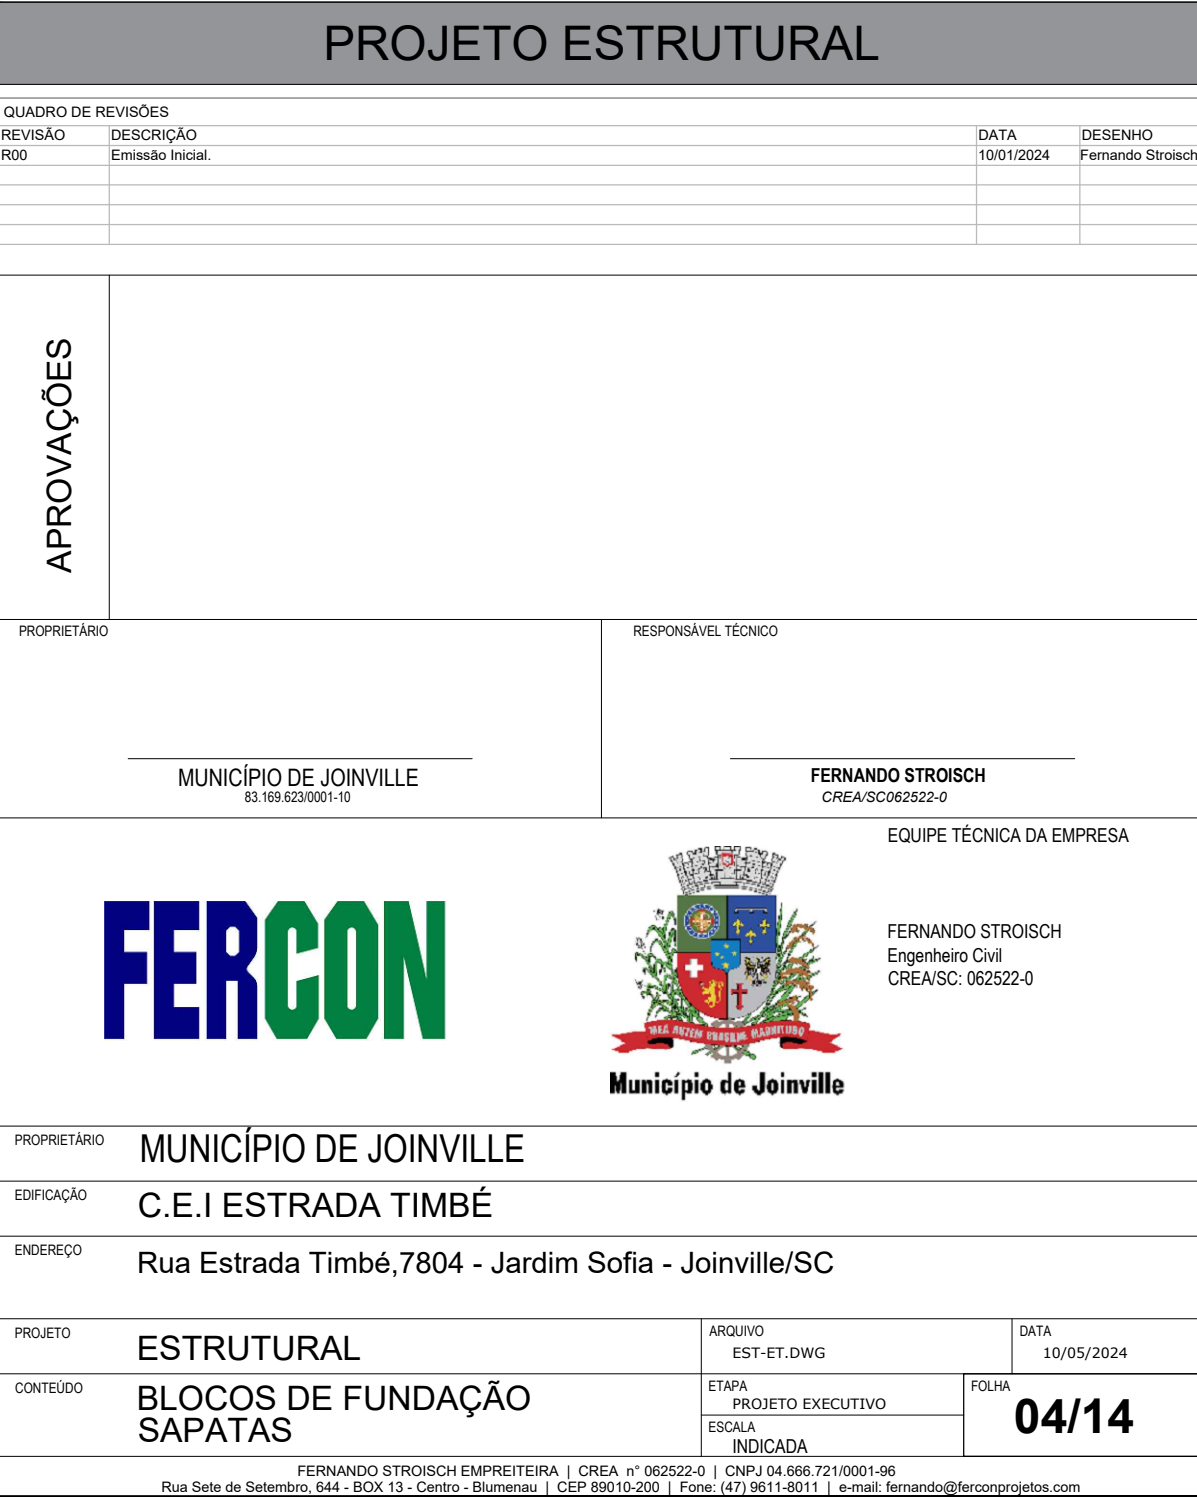 PROJETO ESTRUTURAL
QUADRO DE REVISÕES
REVISÃO DESCRIÇÃO DATA DESENHO
R00 Emissão Inicial. 10/01/2024 Fernando Stroisch
APROVAÇÕES
PROPRIETÁRIO RESPONSÁVEL TÉCNICO
MUNICÍPIO DE JOINVILLE FERNANDO STROISCH
83.169.623/0001-10 CREA/SC062522-0
EQUIPE TÉCNICA DA EMPRESA
FERCON
FERNANDO STROISCH
Engenheiro Civil
CREA/SC: 062522-0
Município de Joinville
PROPRIETÁRIO MUNICÍPIO DE JOINVILLE
EDIFICAÇÃO C.E.I ESTRADA TIMBÉ
ENDEREÇO Rua Estrada Timbé,7804 - Jardim Sofia - Joinville/SC
PROJETO ESTRUTURAL
ARQUIVO
EST-ET.DWG
DATA
10/05/2024
CONTEÚDO BLOCOS DE FUNDAÇÃO
SAPATAS
ETAPA
PROJETO EXECUTIVO
ESCALA
INDICADA
FOLHA
04/14
FERNANDO STROISCH EMPREITEIRA | CREA n° 062522-0 | CNPJ 04.666.721/0001-96
Rua Sete de Setembro, 644 - BOX 13 - Centro - Blumenau | CEP 89010-200 | Fone: (47) 9611-8011 | e-mail: fernando@ferconprojetos.com